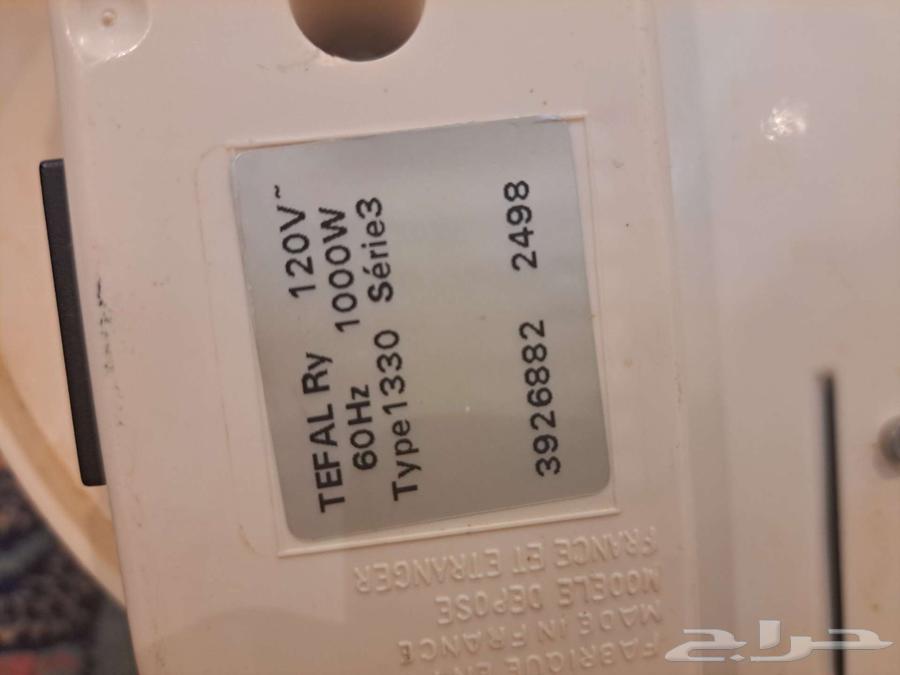 TEFAL Ry 120V~
60Hz 1000W
Type1330 Série3
3926882 2498
FABRIQUE EN
MADE IN FRANCE
MODELE DEPOSE
FRANCE ET ETRANGER
حراج